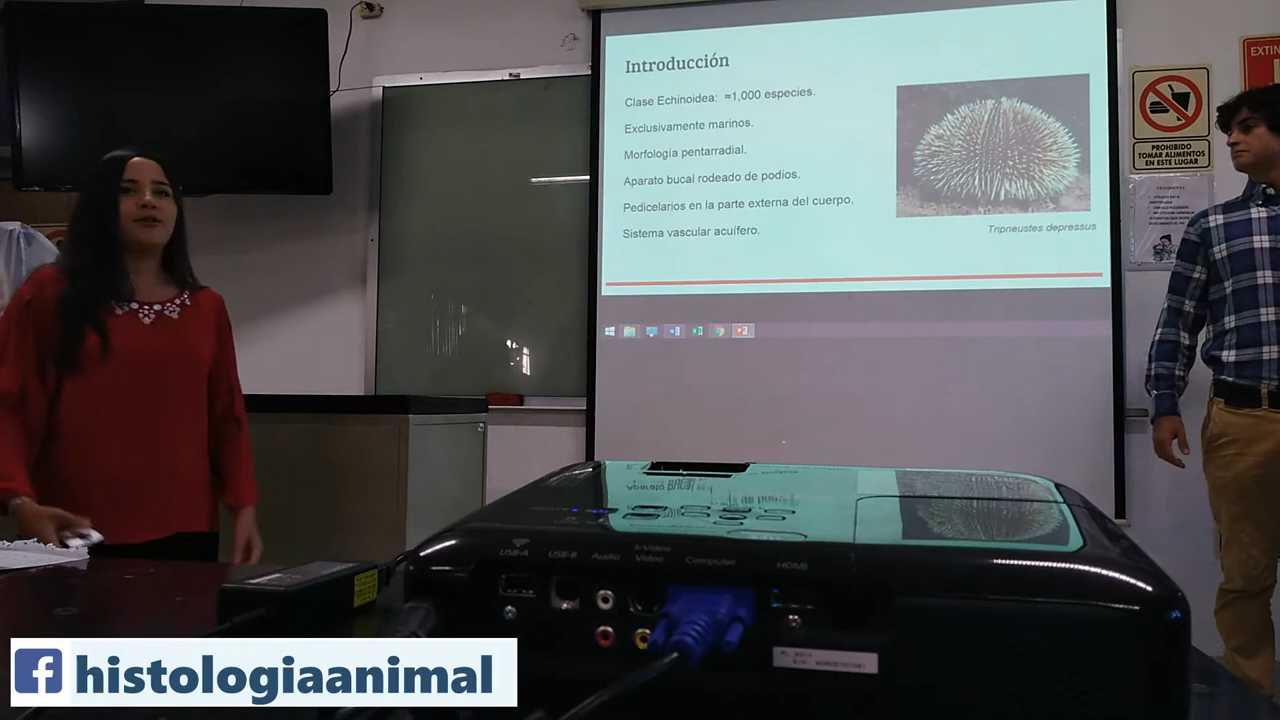 Introducción
Clase Echinoidea: ≈1,000 especies.
Exclusivamente marinos.
Morfología pentarradial.
Aparato bucal rodeado de podios.
Pedicelarios en la parte externa del cuerpo.
Sistema vascular acuífero.
Tripneustes depressus
EXTIN
PROHIBIDO
TOMAR ALIMENTOS
EN ESTE LUGAR
USB-A
USB-B
Audio
S-Video
Video
Computer
HDMI
histologiaanimal